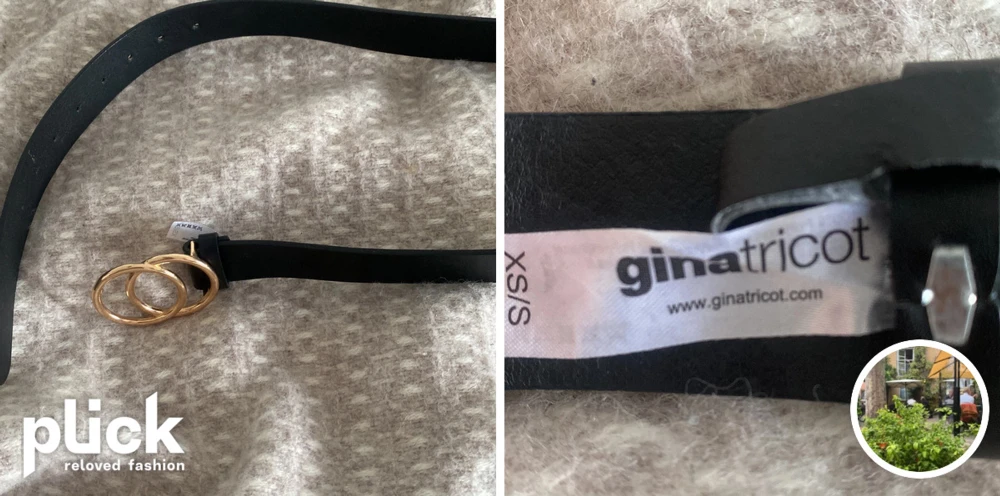 plick
reloved fashion
XS/S
ginatricot
www.ginatricot.com